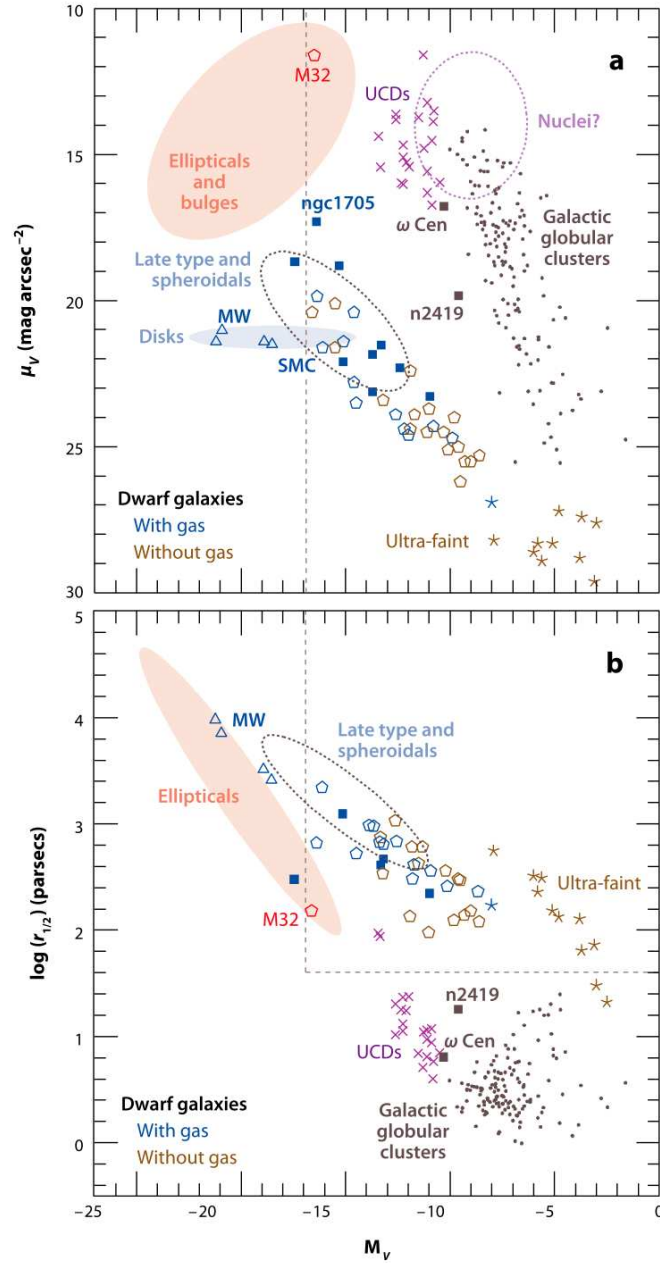 10
15
20
25
30
μV (mag arcsec−2)
a
M32
UCDs
Nuclei?
Ellipticals
and
bulges
ngc1705
ω Cen
Galactic
globular
clusters
Late type and
spheroidals
MW
n2419
Disks
SMC
Dwarf galaxies
With gas
Without gas
Ultra-faint
5
4
3
2
1
0
log (r1/2) (parsecs)
b
MW
Late type and
spheroidals
Ellipticals
Ultra-faint
M32
n2419
ω Cen
UCDs
Dwarf galaxies
With gas
Without gas
Galactic
globular
clusters
−25
−20
−15
−10
−5
0
MV